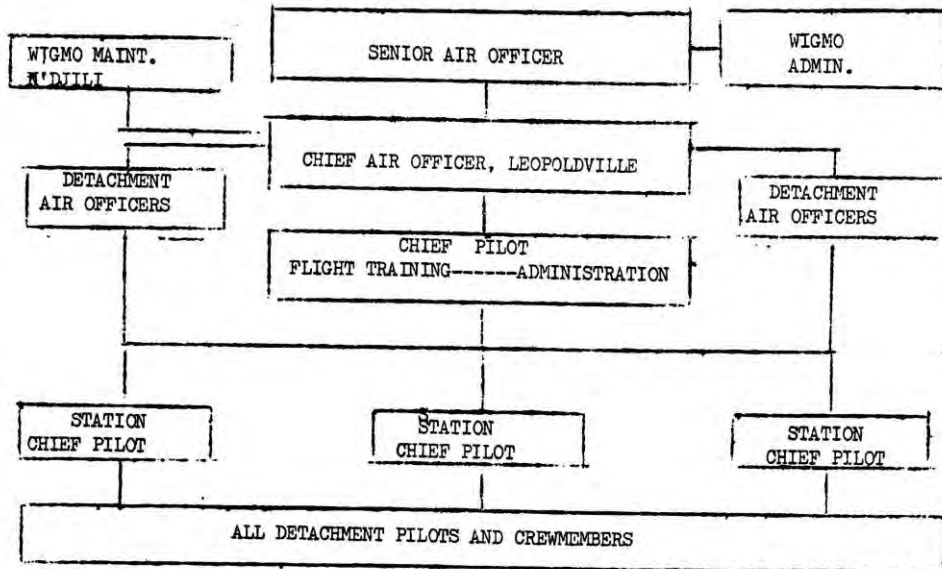 WIGMO MAINT.
N'DJILI
SENIOR AIR OFFICER
WIGMO
ADMIN.
CHIEF AIR OFFICER, LEOPOLDVILLE
DETACHMENT
AIR OFFICERS
DETACHMENT
AIR OFFICERS
CHIEF PILOT
FLIGHT TRAINING------ADMINISTRATION
STATION
CHIEF PILOT
STATION
CHIEF PILOT
STATION
CHIEF PILOT
ALL DETACHMENT PILOTS AND CREWMEMBERS